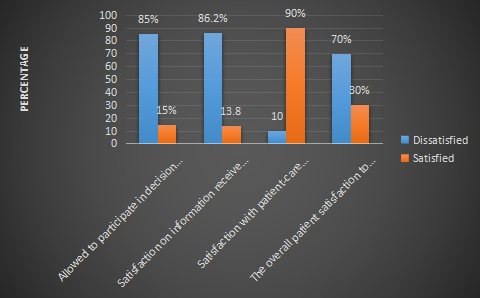 PERCENTAGE
100
90
80
70
60
50
40
30
20
10
0
85%
15%
86.2%
13.8
10
90%
70%
30%
Allowed to participate in decision...
Satisfaction on information receive...
Satisfaction with patient-care...
The overall patient satisfaction to...
Dissatisfied
Satisfied